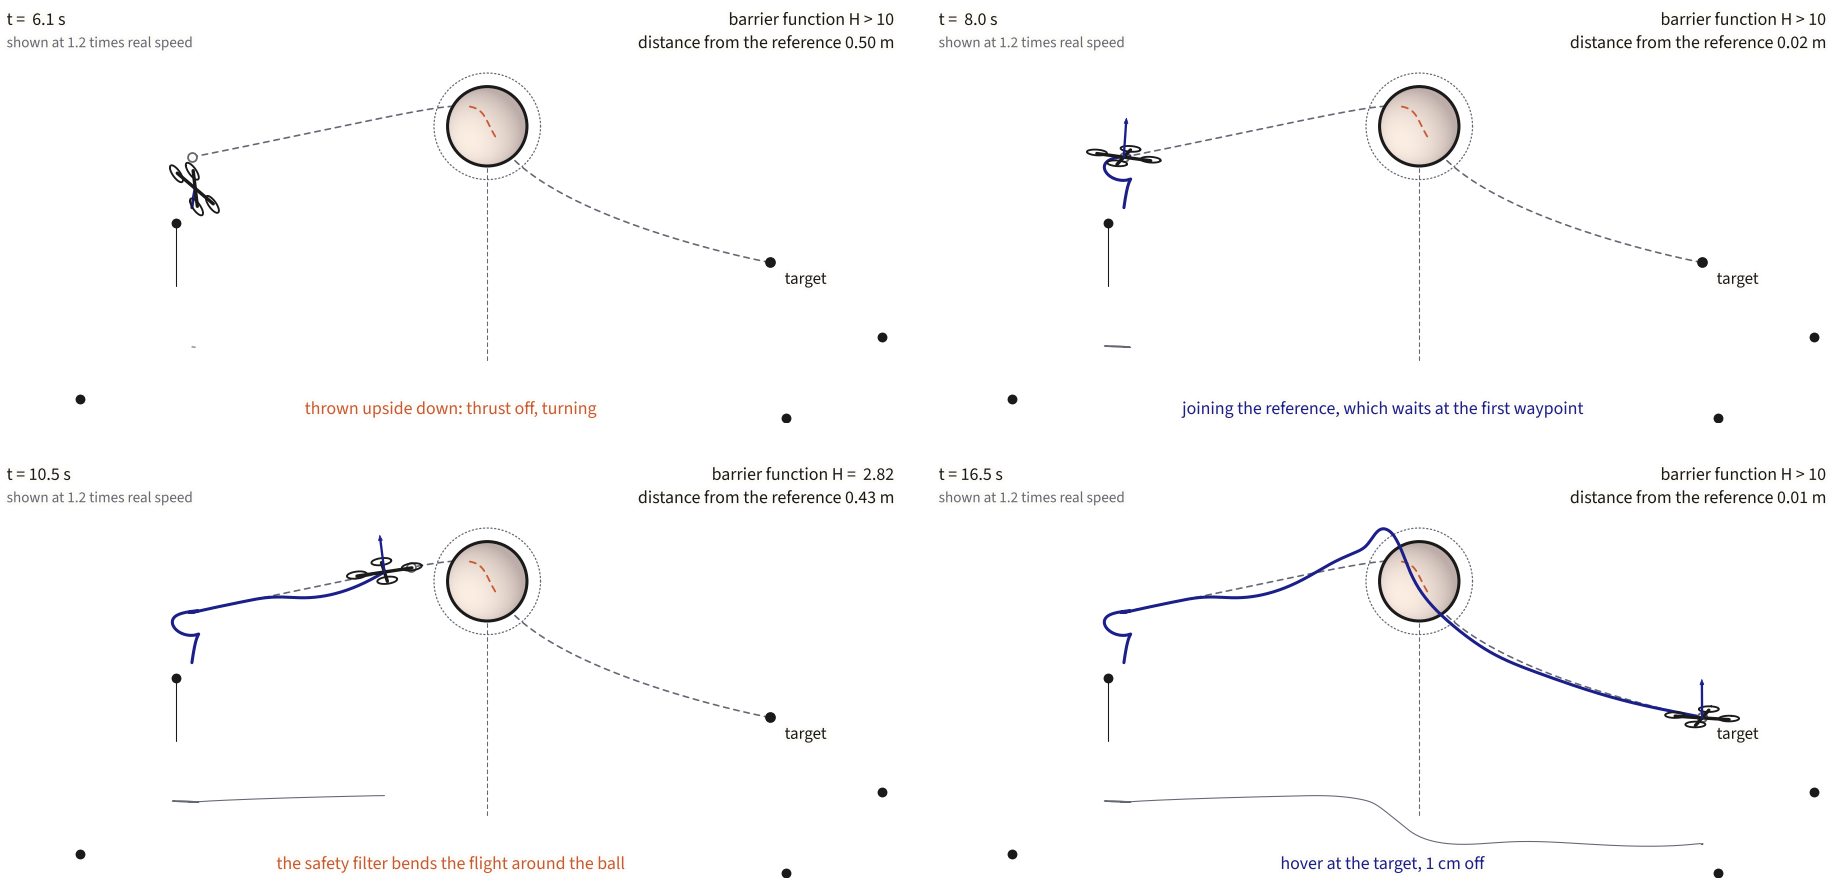 t = 6.1 s
shown at 1.2 times real speed
barrier function H > 10
distance from the reference 0.50 m
target
thrown upside down: thrust off, turning
t = 8.0 s
shown at 1.2 times real speed
barrier function H > 10
distance from the reference 0.02 m
target
joining the reference, which waits at the first waypoint
t = 10.5 s
shown at 1.2 times real speed
barrier function H = 2.82
distance from the reference 0.43 m
target
the safety filter bends the flight around the ball
t = 16.5 s
shown at 1.2 times real speed
barrier function H > 10
distance from the reference 0.01 m
target
hover at the target, 1 cm off